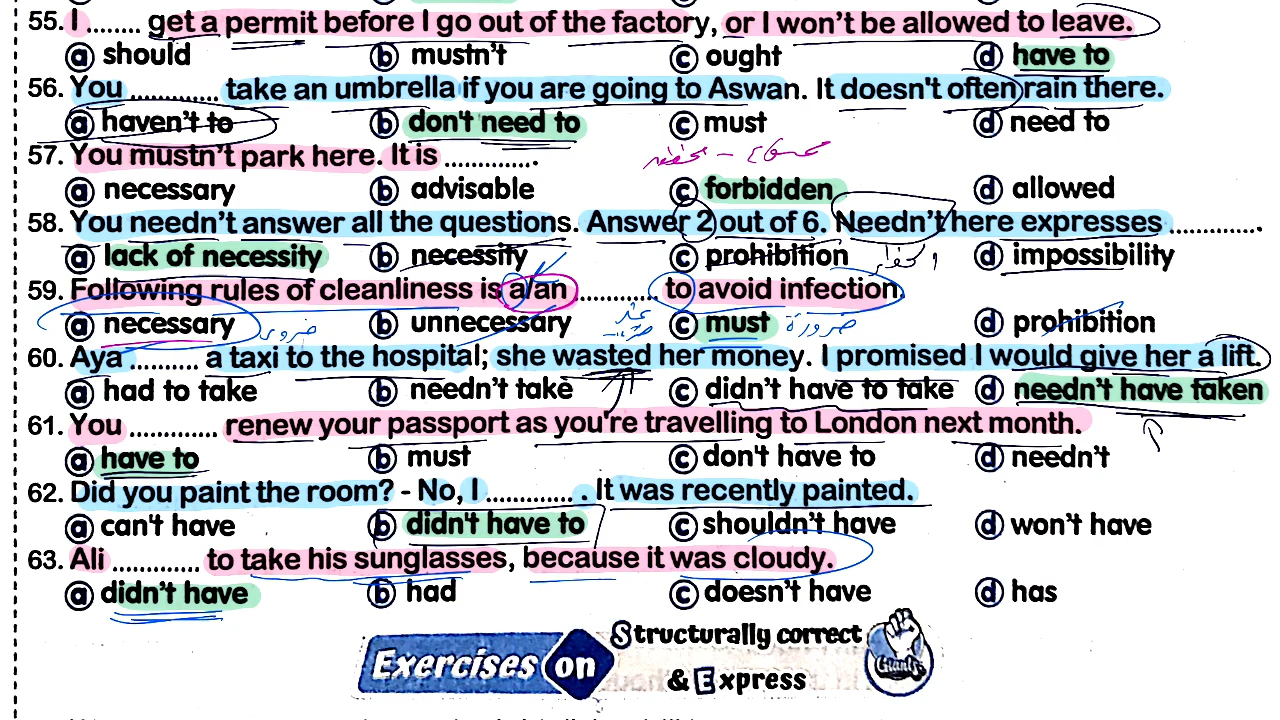 55. I ........ get a permit before I go out of the factory, or I won't be allowed to leave.
a should b mustn't c ought d have to
56. You ............ take an umbrella if you are going to Aswan. It doesn't often rain there.
a haven't to b don't need to c must d need to
57. You mustn't park here. It is .............
a necessary b advisable c forbidden d allowed
58. You needn't answer all the questions. Answer 2 out of 6. Needn't here expresses .............
a lack of necessity b necessity c prohibition d impossibility
59. Following rules of cleanliness is a/an ............ to avoid infection.
a necessary b unnecessary c must d prohibition
ضرورة
60. Aya .......... a taxi to the hospital; she wasted her money. I promised I would give her a lift.
a had to take b needn't take c didn't have to take d needn't have taken
61. You ............ renew your passport as you're travelling to London next month.
a have to b must c don't have to d needn't
62. Did you paint the room? - No, I ............. . It was recently painted.
a can't have b didn't have to c shouldn't have d won't have
63. Ali ............ to take his sunglasses, because it was cloudy.
a didn't have b had c doesn't have d has
Exercises on Structurally correct & Express
Giants